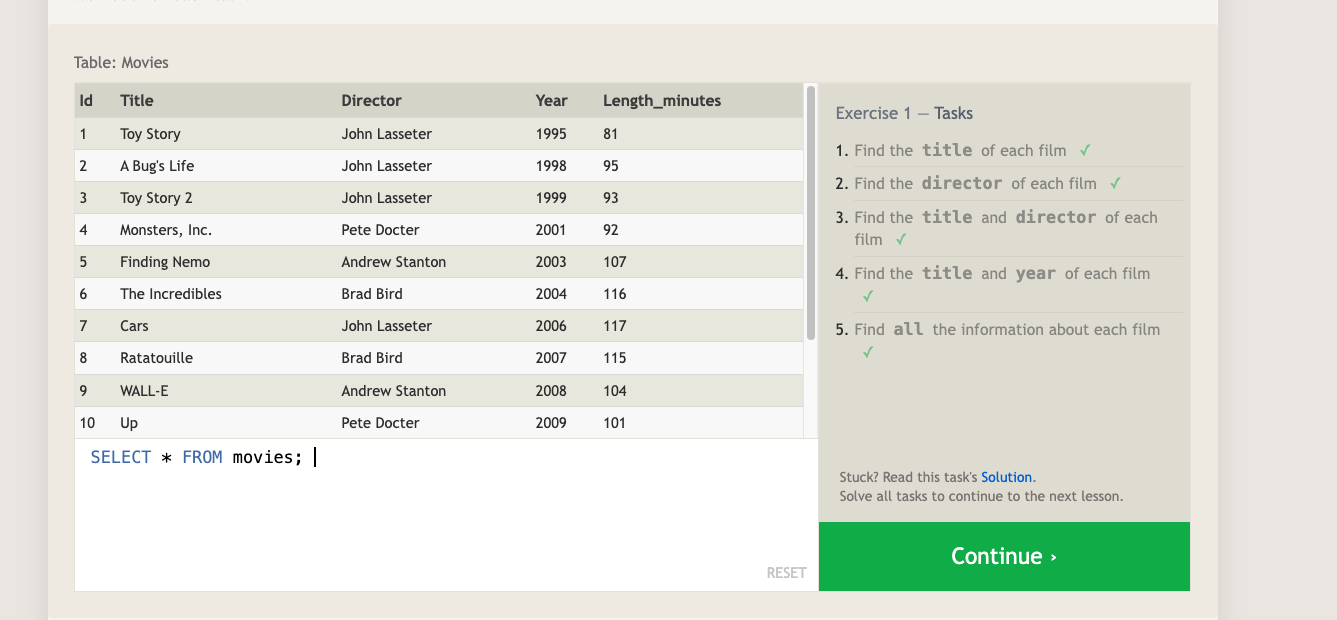 Table: Movies
Id Title Director Year Length_minutes
1 Toy Story John Lasseter 1995 81
2 A Bug's Life John Lasseter 1998 95
3 Toy Story 2 John Lasseter 1999 93
4 Monsters, Inc. Pete Docter 2001 92
5 Finding Nemo Andrew Stanton 2003 107
6 The Incredibles Brad Bird 2004 116
7 Cars John Lasseter 2006 117
8 Ratatouille Brad Bird 2007 115
9 WALL-E Andrew Stanton 2008 104
10 Up Pete Docter 2009 101
SELECT * FROM movies;
RESET
Exercise 1 — Tasks
1. Find the title of each film ✓
2. Find the director of each film ✓
3. Find the title and director of each
film ✓
4. Find the title and year of each film
✓
5. Find all the information about each film
✓
Stuck? Read this task's Solution.
Solve all tasks to continue to the next lesson.
Continue ›